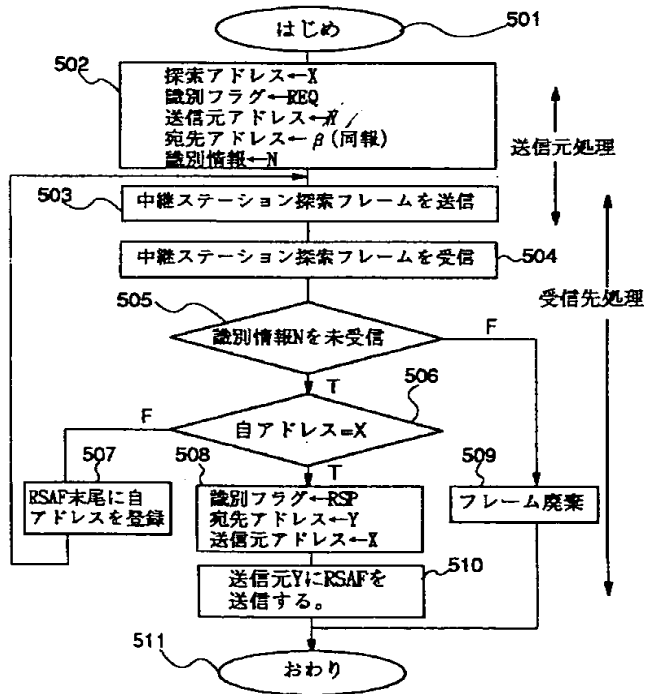 はじめ
501
502
探索アドレス←X
識別フラグ←REQ
送信元アドレス←
宛先アドレス←β(同報)
識別情報←N
送信元処理
503
中継ステーション探索フレームを送信
中継ステーション探索フレームを受信
504
505
識別情報Nを未受信
F
受信先処理
T
506
F
自アドレス=X
507
508
T
509
RSAF末尾に自
アドレスを登録
識別フラグ←RSP
宛先アドレス←Y
送信元アドレス←X
フレーム廃棄
送信元YにRSAFを
送信する。
510
511
おわり